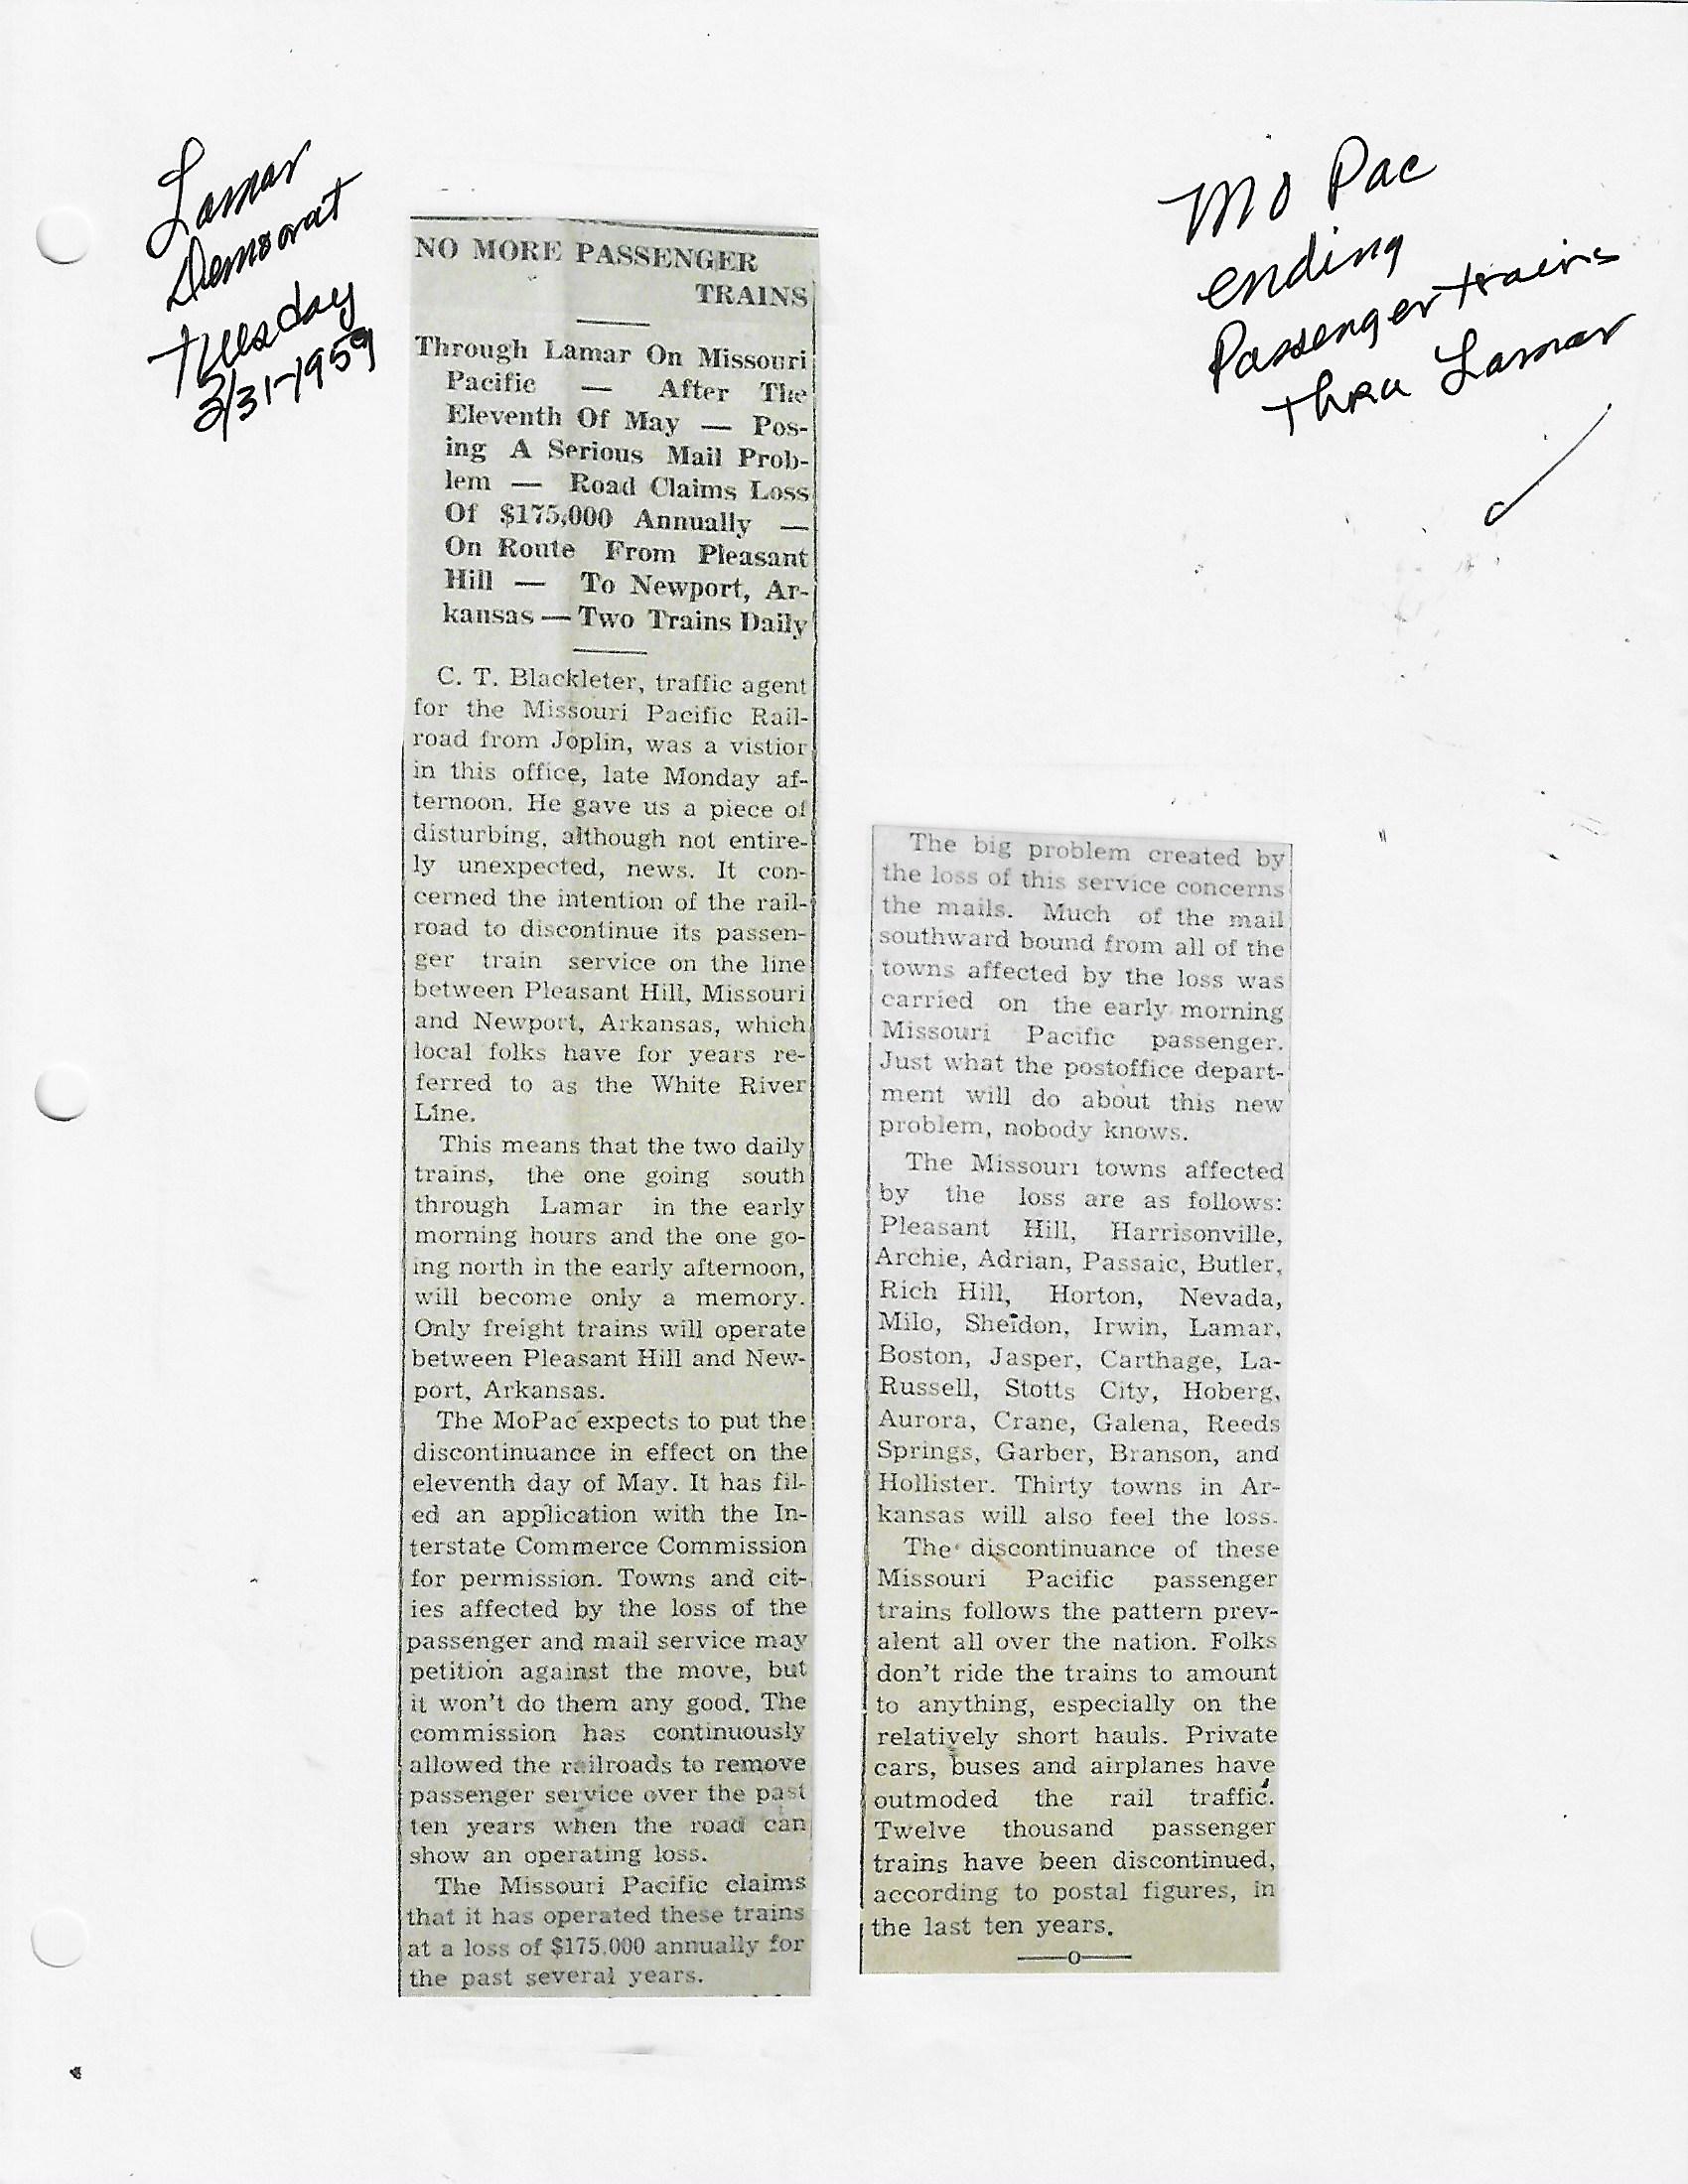 Lamar
Democrat
Tuesday
3/31-1959
Mo Pac
ending
Passenger trains
thru Lamar
NO MORE PASSENGER
TRAINS
Through Lamar On Missouri
Pacific — After The
Eleventh Of May — Pos-
ing A Serious Mail Prob-
lem — Road Claims Loss
Of $175,000 Annually —
On Route From Pleasant
Hill — To Newport, Ar-
kansas — Two Trains Daily
C. T. Blackleter, traffic agent
for the Missouri Pacific Rail-
road from Joplin, was a vistior
in this office, late Monday af-
ternoon. He gave us a piece of
disturbing, although not entire-
ly unexpected, news. It con-
cerned the intention of the rail-
road to discontinue its passen-
ger train service on the line
between Pleasant Hill, Missouri
and Newport, Arkansas, which
local folks have for years re-
ferred to as the White River
Line.
This means that the two daily
trains, the one going south
through Lamar in the early
morning hours and the one go-
ing north in the early afternoon,
will become only a memory.
Only freight trains will operate
between Pleasant Hill and New-
port, Arkansas.
The MoPac expects to put the
discontinuance in effect on the
eleventh day of May. It has fil-
ed an application with the In-
terstate Commerce Commission
for permission. Towns and cit-
ies affected by the loss of the
passenger and mail service may
petition against the move, but
it won't do them any good. The
commission has continuously
allowed the railroads to remove
passenger service over the past
ten years when the road can
show an operating loss.
The Missouri Pacific claims
that it has operated these trains
at a loss of $175.000 annually for
the past several years.
The big problem created by
the loss of this service concerns
the mails. Much of the mail
southward bound from all of the
towns affected by the loss was
carried on the early morning
Missouri Pacific passenger.
Just what the postoffice depart-
ment will do about this new
problem, nobody knows.
The Missouri towns affected
by the loss are as follows:
Pleasant Hill, Harrisonville,
Archie, Adrian, Passaic, Butler,
Rich Hill, Horton, Nevada,
Milo, Sheldon, Irwin, Lamar,
Boston, Jasper, Carthage, La-
Russell, Stotts City, Hoberg,
Aurora, Crane, Galena, Reeds
Springs, Garber, Branson, and
Hollister. Thirty towns in Ar-
kansas will also feel the loss.
The discontinuance of these
Missouri Pacific passenger
trains follows the pattern prev-
alent all over the nation. Folks
don't ride the trains to amount
to anything, especially on the
relatively short hauls. Private
cars, buses and airplanes have
outmoded the rail traffic.
Twelve thousand passenger
trains have been discontinued,
according to postal figures, in
the last ten years.
——o——